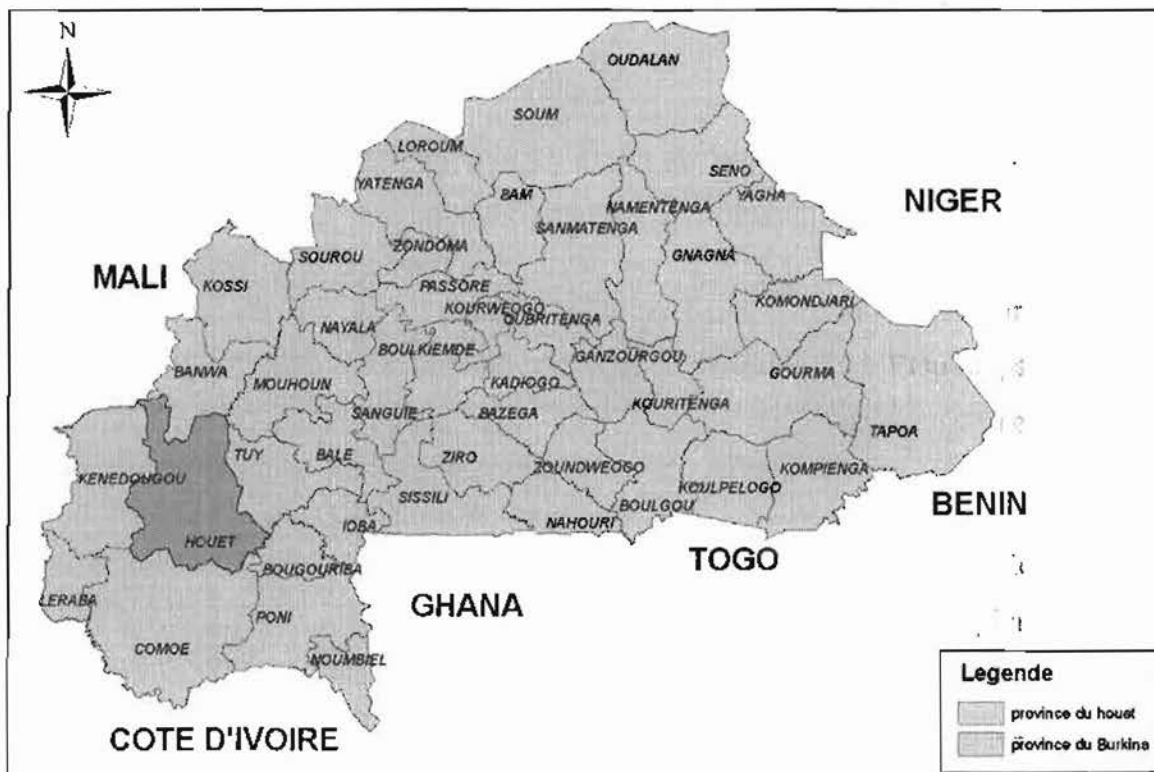 N
OUDALAN
SOUM
LOROUM
SENO
YATENGA
BAM
YAGHA
NIGER
NAMENTENGA
SANMATENGA
ZONDOMA
SOUROU
GNAGNA
MALI
KOSSI
PASSORE
KOMONDJARI
KOURWEOGO
OUBRITENGA
NAYALA
BOULKIEMDE
GANZOURGOU
BANWA
MOUHOUN
KADIOGO
GOURMA
KOURITENGA
SANGUIE
BAZEGA
TAPOA
TUY
BALE
ZIRO
ZOUNDWEOGO
KOMPIENGA
KENEDOUGOU
KOULPELOGO
SISSILI
BOULGOU
BENIN
IOBA
NAHOURI
HOUET
TOGO
BOUGOURIBA
LERABA
GHANA
PONI
COMOE
NOUMBIEL
COTE D'IVOIRE
Legende
province du houet
province du Burkina